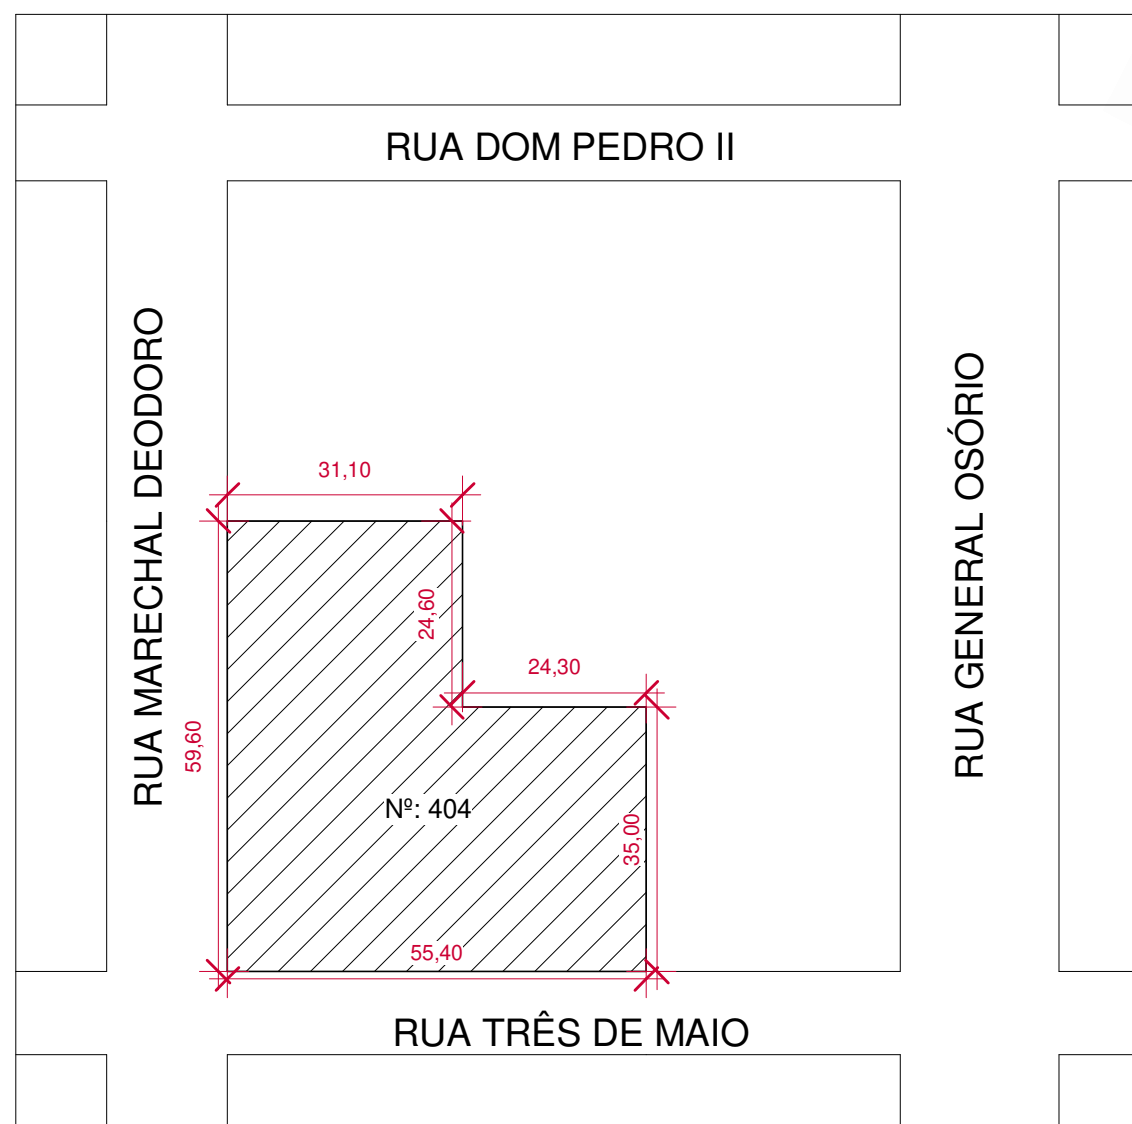 RUA DOM PEDRO II
RUA MARECHAL DEODORO
RUA GENERAL OSÓRIO
31,10
24,60
24,30
59,60
Nº: 404
35,00
55,40
RUA TRÊS DE MAIO